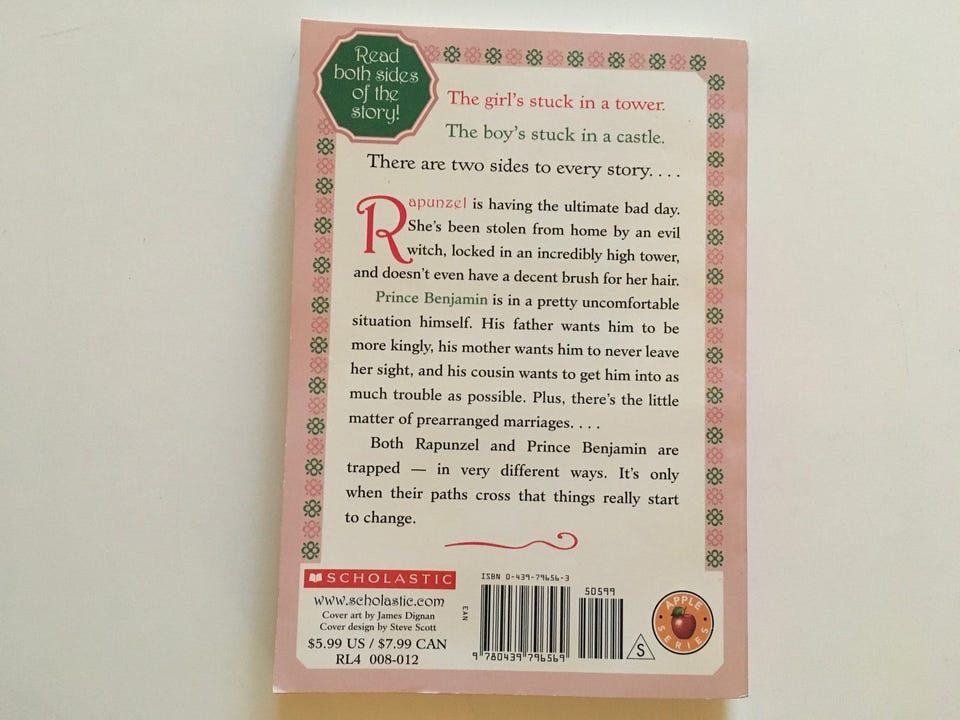 Read
both sides
of the
story!
The girl's stuck in a tower.
The boy's stuck in a castle.
There are two sides to every story. . . .
Rapunzel is having the ultimate bad day.
She's been stolen from home by an evil
witch, locked in an incredibly high tower,
and doesn't even have a decent brush for her hair.
Prince Benjamin is in a pretty uncomfortable
situation himself. His father wants him to be
more kingly, his mother wants him to never leave
her sight, and his cousin wants to get him into as
much trouble as possible. Plus, there's the little
matter of prearranged marriages. . . .
Both Rapunzel and Prince Benjamin are
trapped — in very different ways. It's only
when their paths cross that things really start
to change.
SCHOLASTIC
www.scholastic.com
Cover art by James Dignan
Cover design by Steve Scott
$5.99 US / $7.99 CAN
RL4 008-012
EAN
ISBN 0-439-79656-3
50599
9 780439 796569
S
APPLE
SERIES